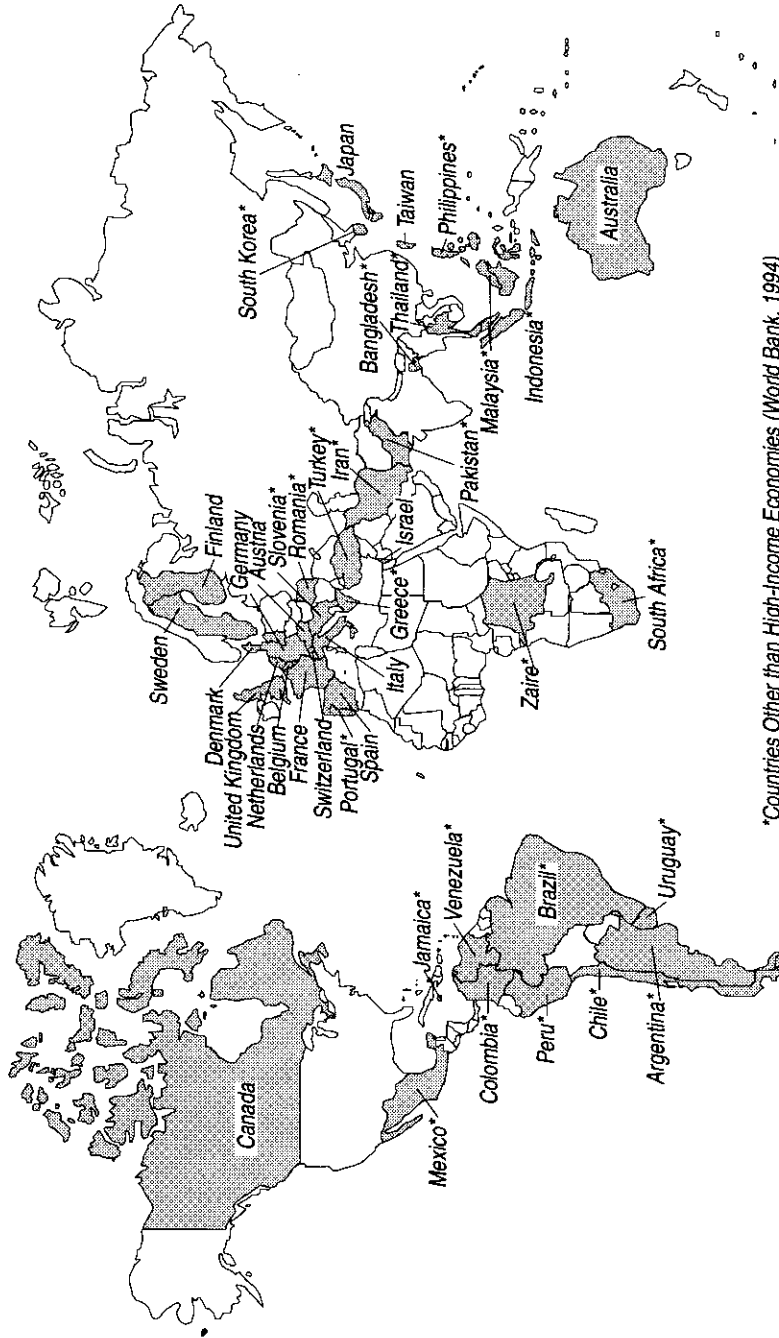 Canada
Mexico*
Jamaica*
Venezuela*
Colombia*
Peru*
Brazil*
Chile*
Argentina*
Uruguay*
Sweden
Finland
Denmark
United Kingdom
Netherlands
Belgium
France
Switzerland
Portugal*
Spain
Germany
Austria
Slovenia*
Romania*
Turkey*
Iran*
Italy
Greece*
Israel
Pakistan*
Zaire*
South Africa*
South Korea*
Japan
Taiwan
Bangladesh*
Thailand*
Philippines*
Malaysia*
Indonesia*
Australia
*Countries Other than High-Income Economies (World Bank, 1994)